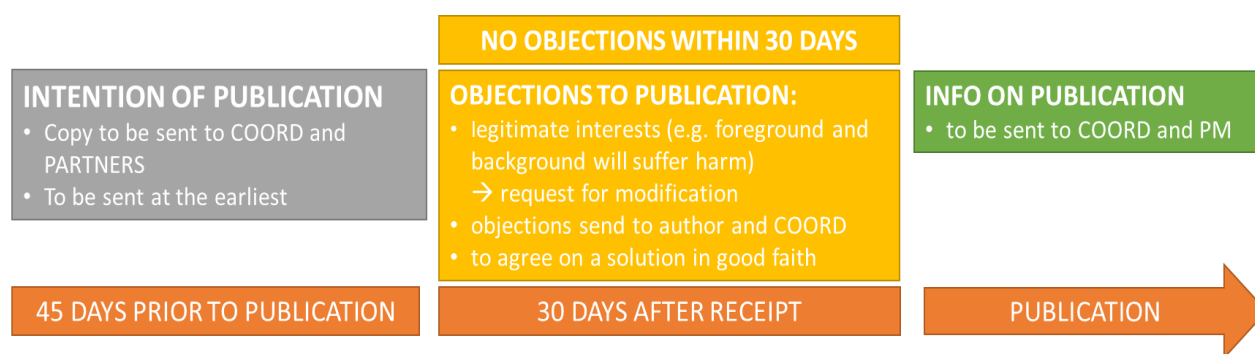 NO OBJECTIONS WITHIN 30 DAYS
INTENTION OF PUBLICATION
• Copy to be sent to COORD and
PARTNERS
• To be sent at the earliest
OBJECTIONS TO PUBLICATION:
• legitimate interests (e.g. foreground and
background will suffer harm)
→ request for modification
• objections send to author and COORD
• to agree on a solution in good faith
INFO ON PUBLICATION
• to be sent to COORD and PM
45 DAYS PRIOR TO PUBLICATION
30 DAYS AFTER RECEIPT
PUBLICATION